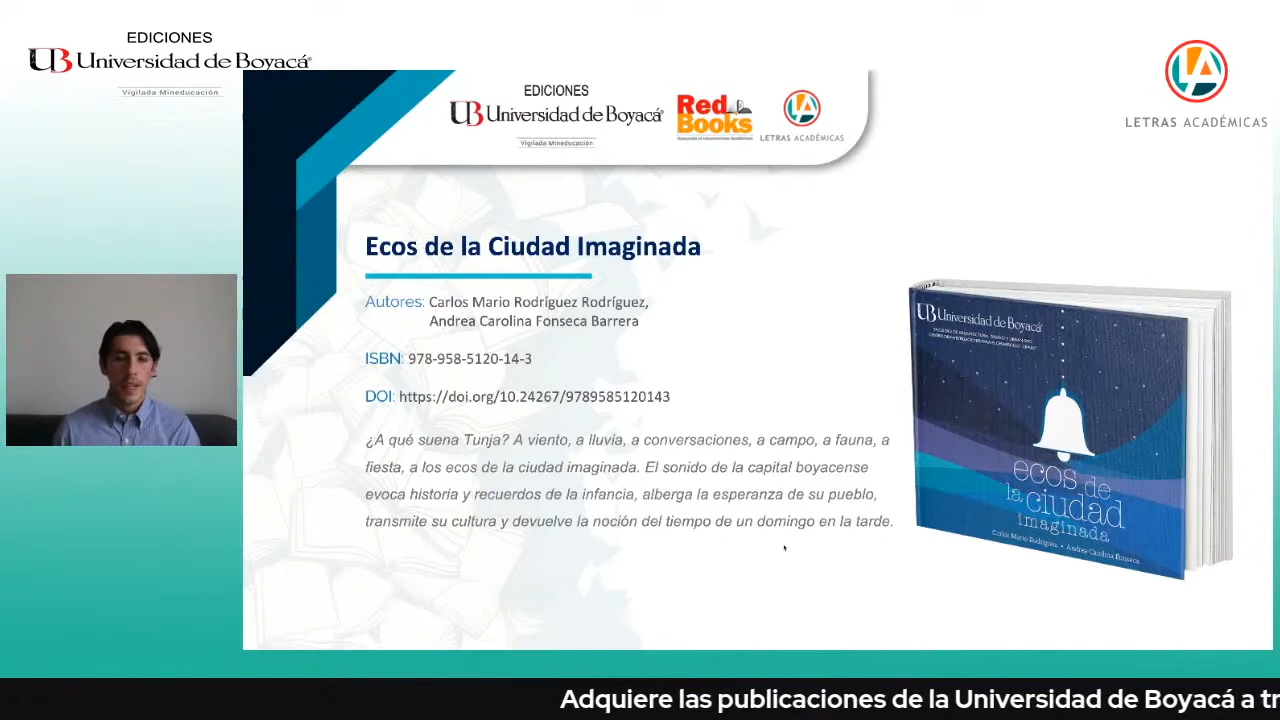 EDICIONES
UB Universidad de Boyacá®
Vigilada Mineducación
LETRAS ACADÉMICAS
EDICIONES
UB Universidad de Boyacá®
Vigilada Mineducación
Red
Books
LETRAS ACADÉMICAS
Ecos de la Ciudad Imaginada
Autores: Carlos Mario Rodríguez Rodríguez,
Andrea Carolina Fonseca Barrera
ISBN: 978-958-5120-14-3
DOI: https://doi.org/10.24267/9789585120143
¿A qué suena Tunja? A viento, a lluvia, a conversaciones, a campo, a fauna, a
fiesta, a los ecos de la ciudad imaginada. El sonido de la capital boyacense
evoca historia y recuerdos de la infancia, alberga la esperanza de su pueblo,
transmite su cultura y devuelve la noción del tiempo de un domingo en la tarde.
UB Universidad de Boyacá
ecos de
la ciudad
imaginada
Carlos Mario Rodríguez • Andrea Carolina Fonseca
Adquiere las publicaciones de la Universidad de Boyacá a tr